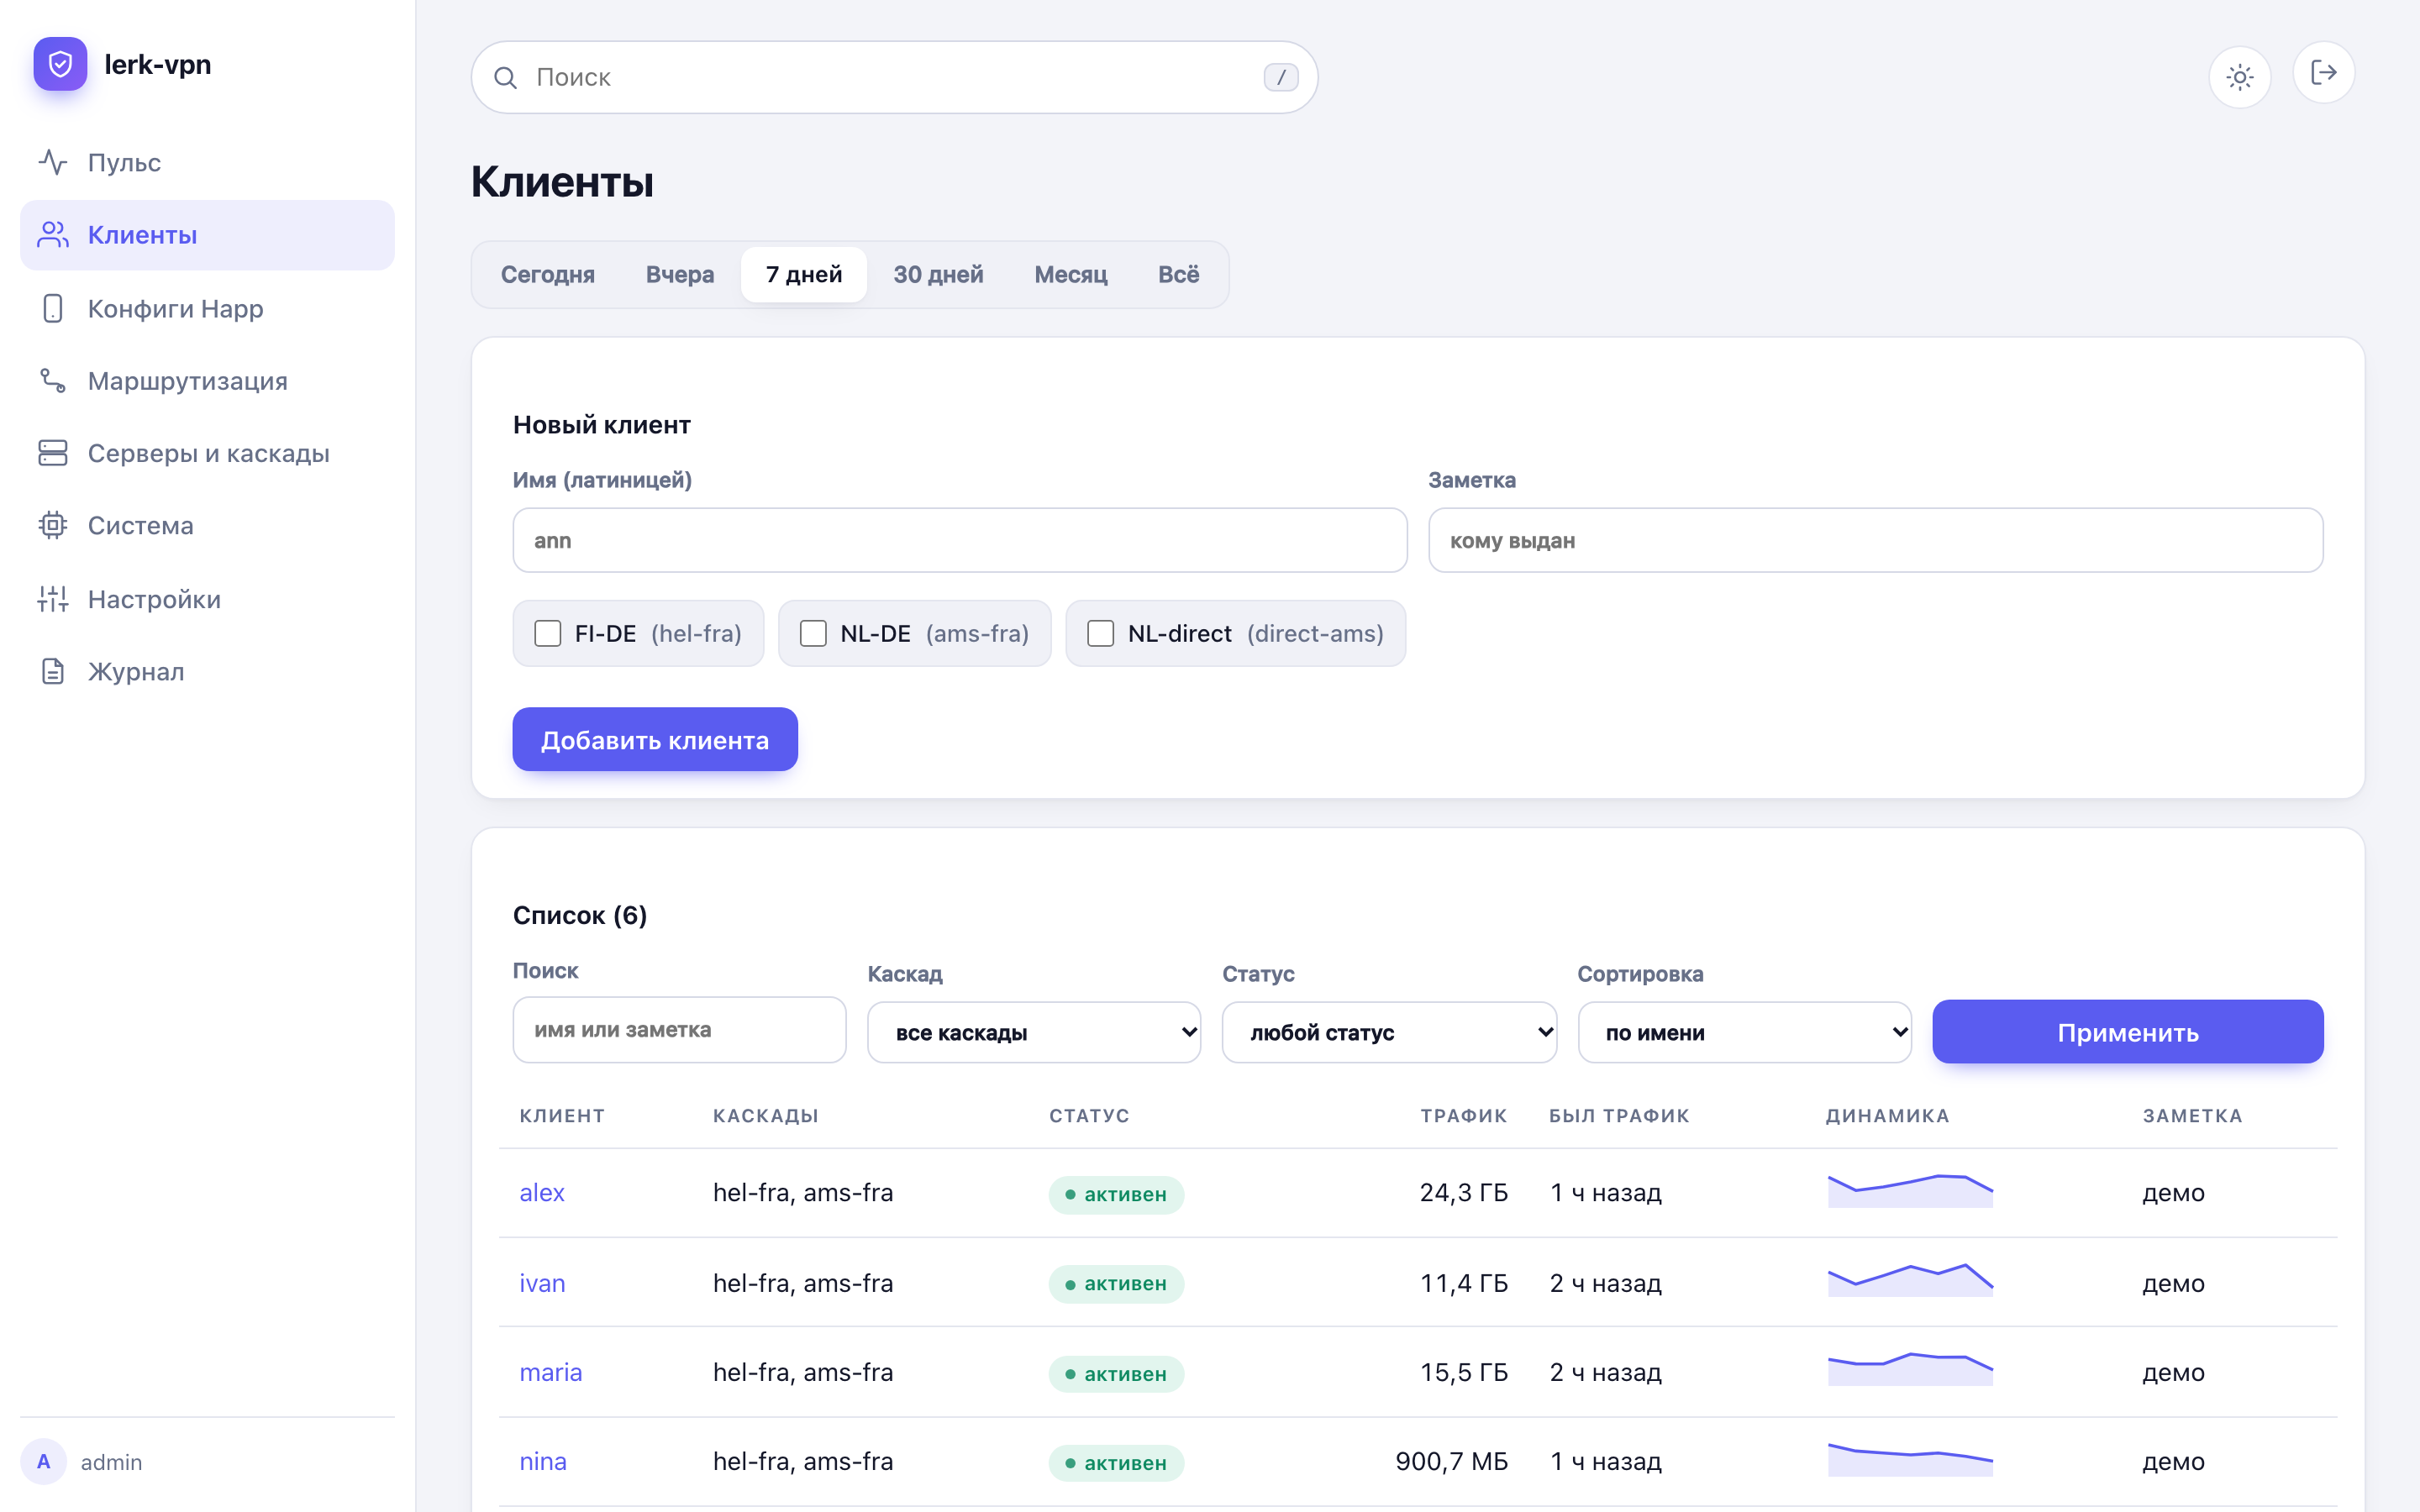 lerk-vpn
Пульс
Клиенты
Конфиги Happ
Маршрутизация
Серверы и каскады
Система
Настройки
Журнал
A admin
Поиск /
Клиенты
Сегодня Вчера 7 дней 30 дней Месяц Всё
Новый клиент
Имя (латиницей) Заметка
ann кому выдан
FI-DE (hel-fra) NL-DE (ams-fra) NL-direct (direct-ams)
Добавить клиента
Список (6)
Поиск Каскад Статус Сортировка
имя или заметка все каскады любой статус по имени Применить
КЛИЕНТ КАСКАДЫ СТАТУС ТРАФИК БЫЛ ТРАФИК ДИНАМИКА ЗАМЕТКА
alex hel-fra, ams-fra активен 24,3 ГБ 1 ч назад демо
ivan hel-fra, ams-fra активен 11,4 ГБ 2 ч назад демо
maria hel-fra, ams-fra активен 15,5 ГБ 2 ч назад демо
nina hel-fra, ams-fra активен 900,7 МБ 1 ч назад демо